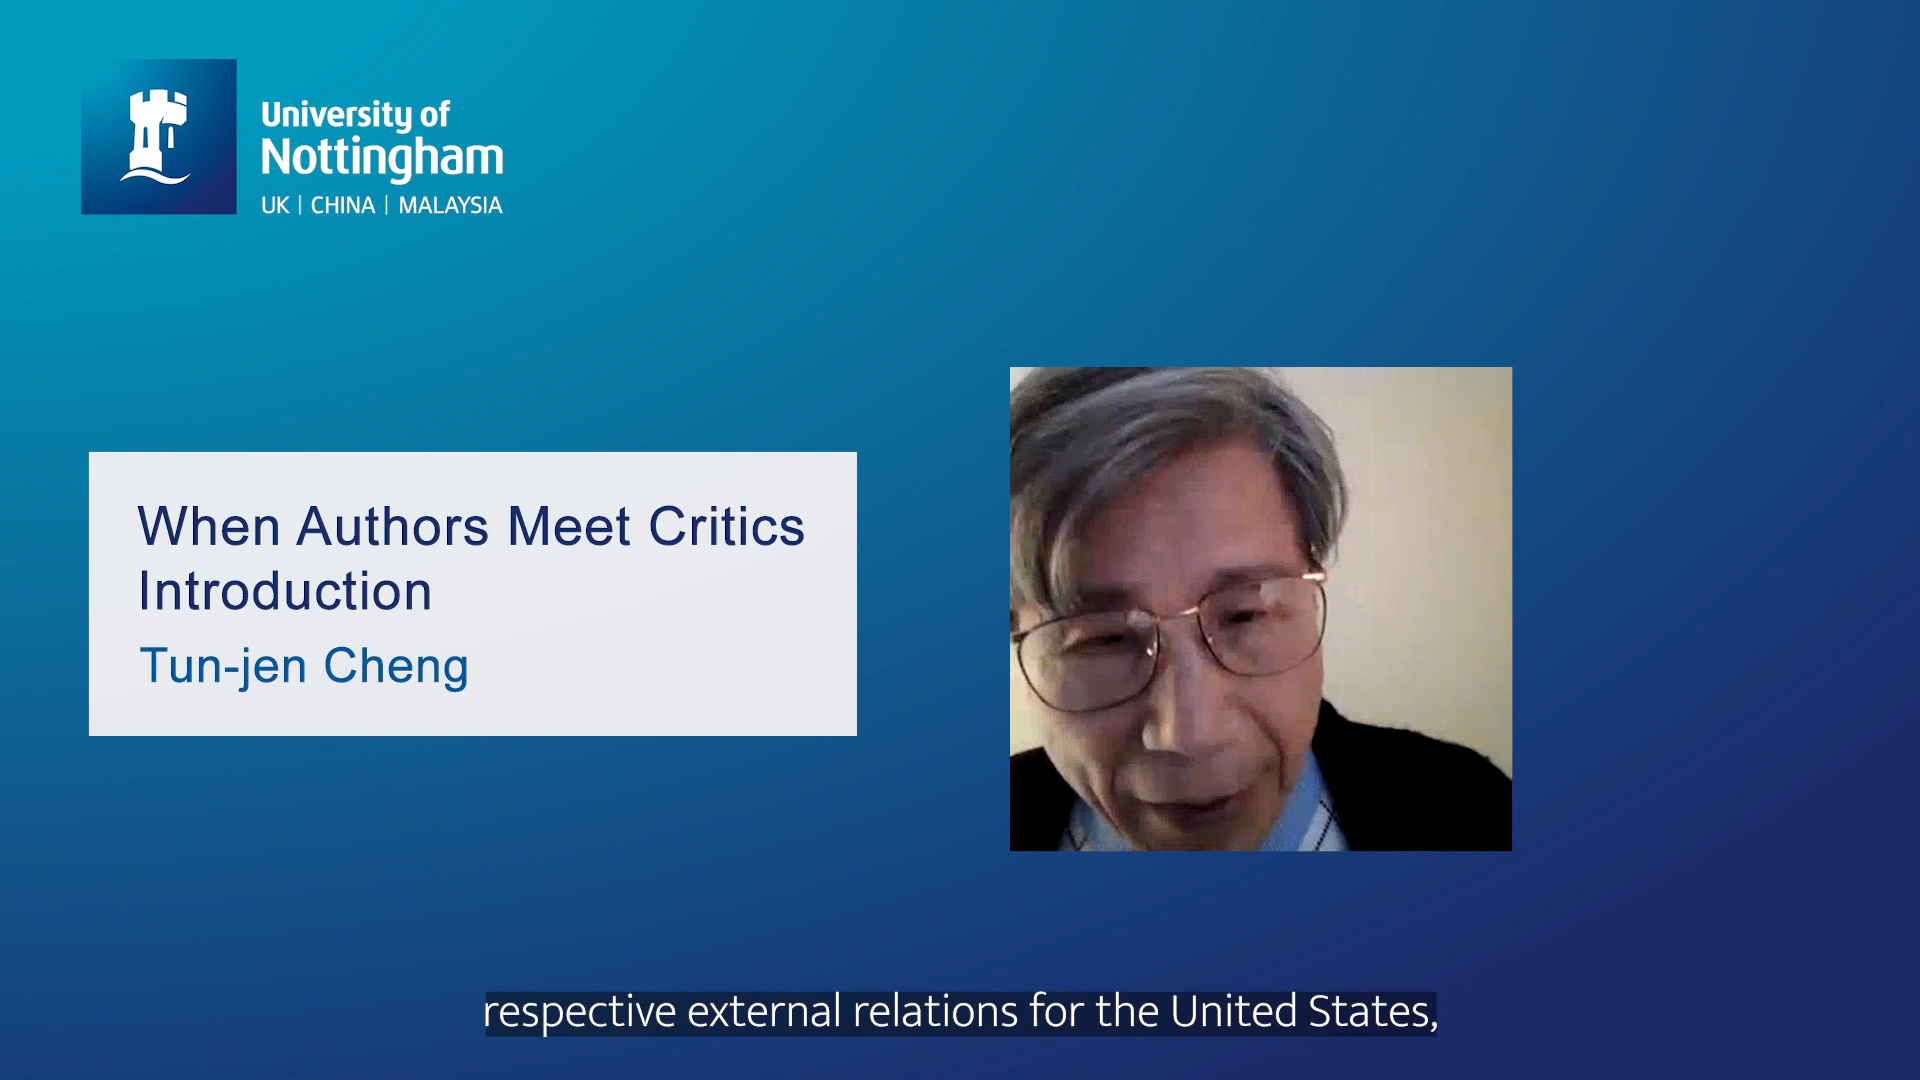 University of
Nottingham
UK | CHINA | MALAYSIA
When Authors Meet Critics
Introduction
Tun-jen Cheng
respective external relations for the United States,